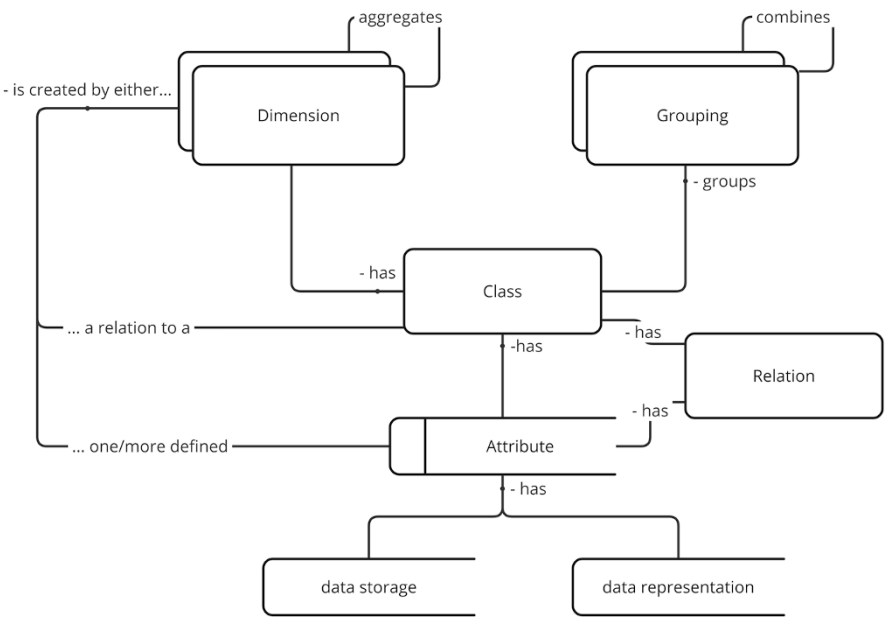 aggregates
combines
- is created by either...
Dimension
Grouping
- groups
- has
Class
... a relation to a
- has
-has
Relation
- has
... one/more defined
Attribute
- has
data storage
data representation